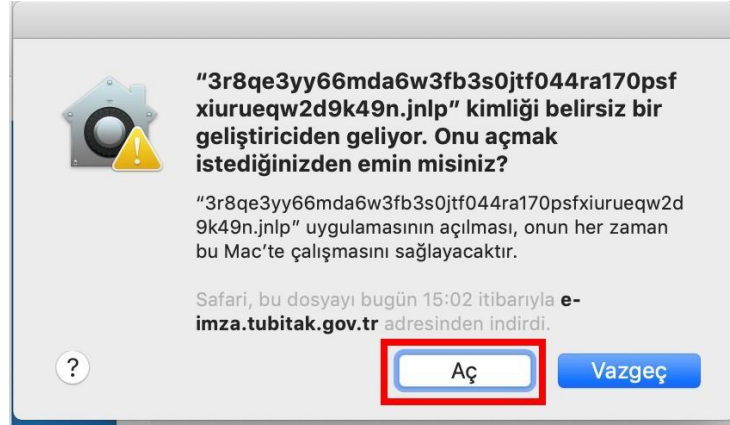 “3r8qe3yy66mda6w3fb3s0jtf044ra170psf
xiurueqw2d9k49n.jnlp” kimliği belirsiz bir
geliştiriciden geliyor. Onu açmak
istediğinizden emin misiniz?
“3r8qe3yy66mda6w3fb3s0jtf044ra170psfxiurueqw2d
9k49n.jnlp” uygulamasının açılması, onun her zaman
bu Mac’te çalışmasını sağlayacaktır.
Safari, bu dosyayı bugün 15:02 itibarıyla e-
imza.tubitak.gov.tr adresinden indirdi.
?
Aç
Vazgeç